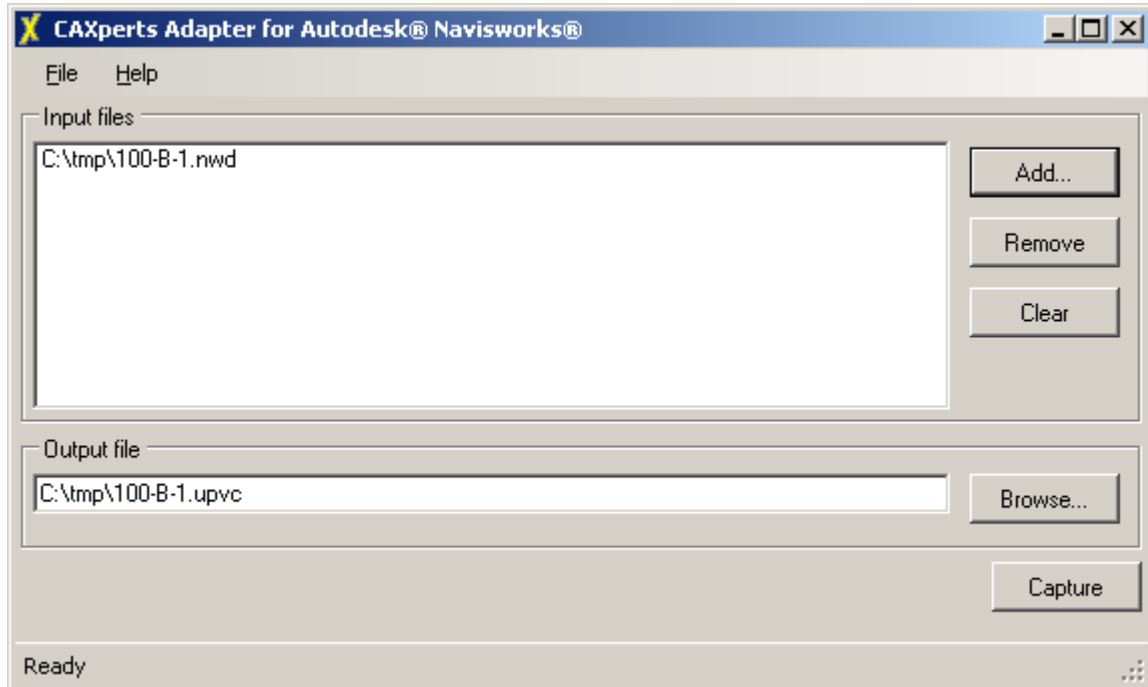 CAXperts Adapter for Autodesk® Navisworks®
File Help
Input files
C:\tmp\100-B-1.nwd
Add...
Remove
Clear
Output file
C:\tmp\100-B-1.upvc
Browse...
Capture
Ready